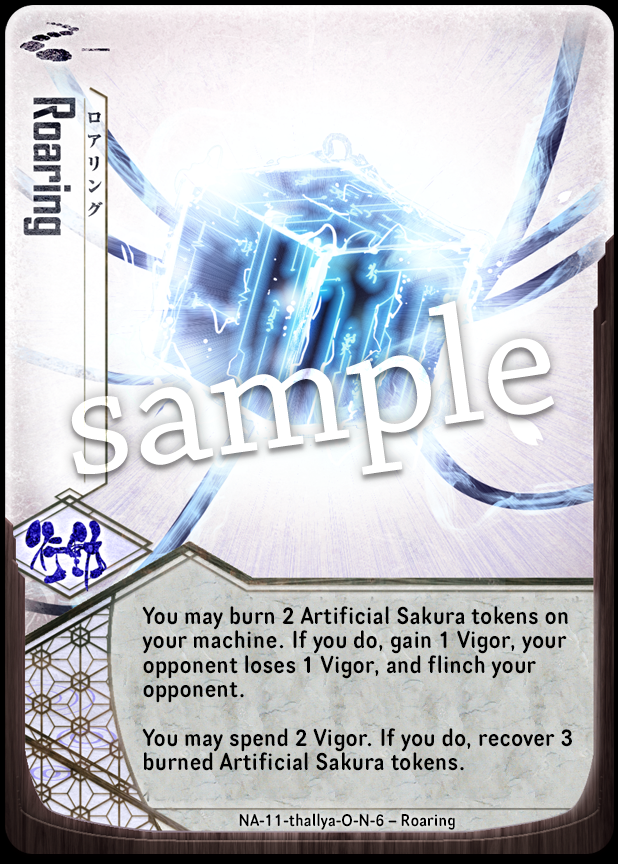 Roaring
ロアリング
sample
行動
You may burn 2 Artificial Sakura tokens on
your machine. If you do, gain 1 Vigor, your
opponent loses 1 Vigor, and flinch your
opponent.
You may spend 2 Vigor. If you do, recover 3
burned Artificial Sakura tokens.
NA-11-thallya-O-N-6 – Roaring